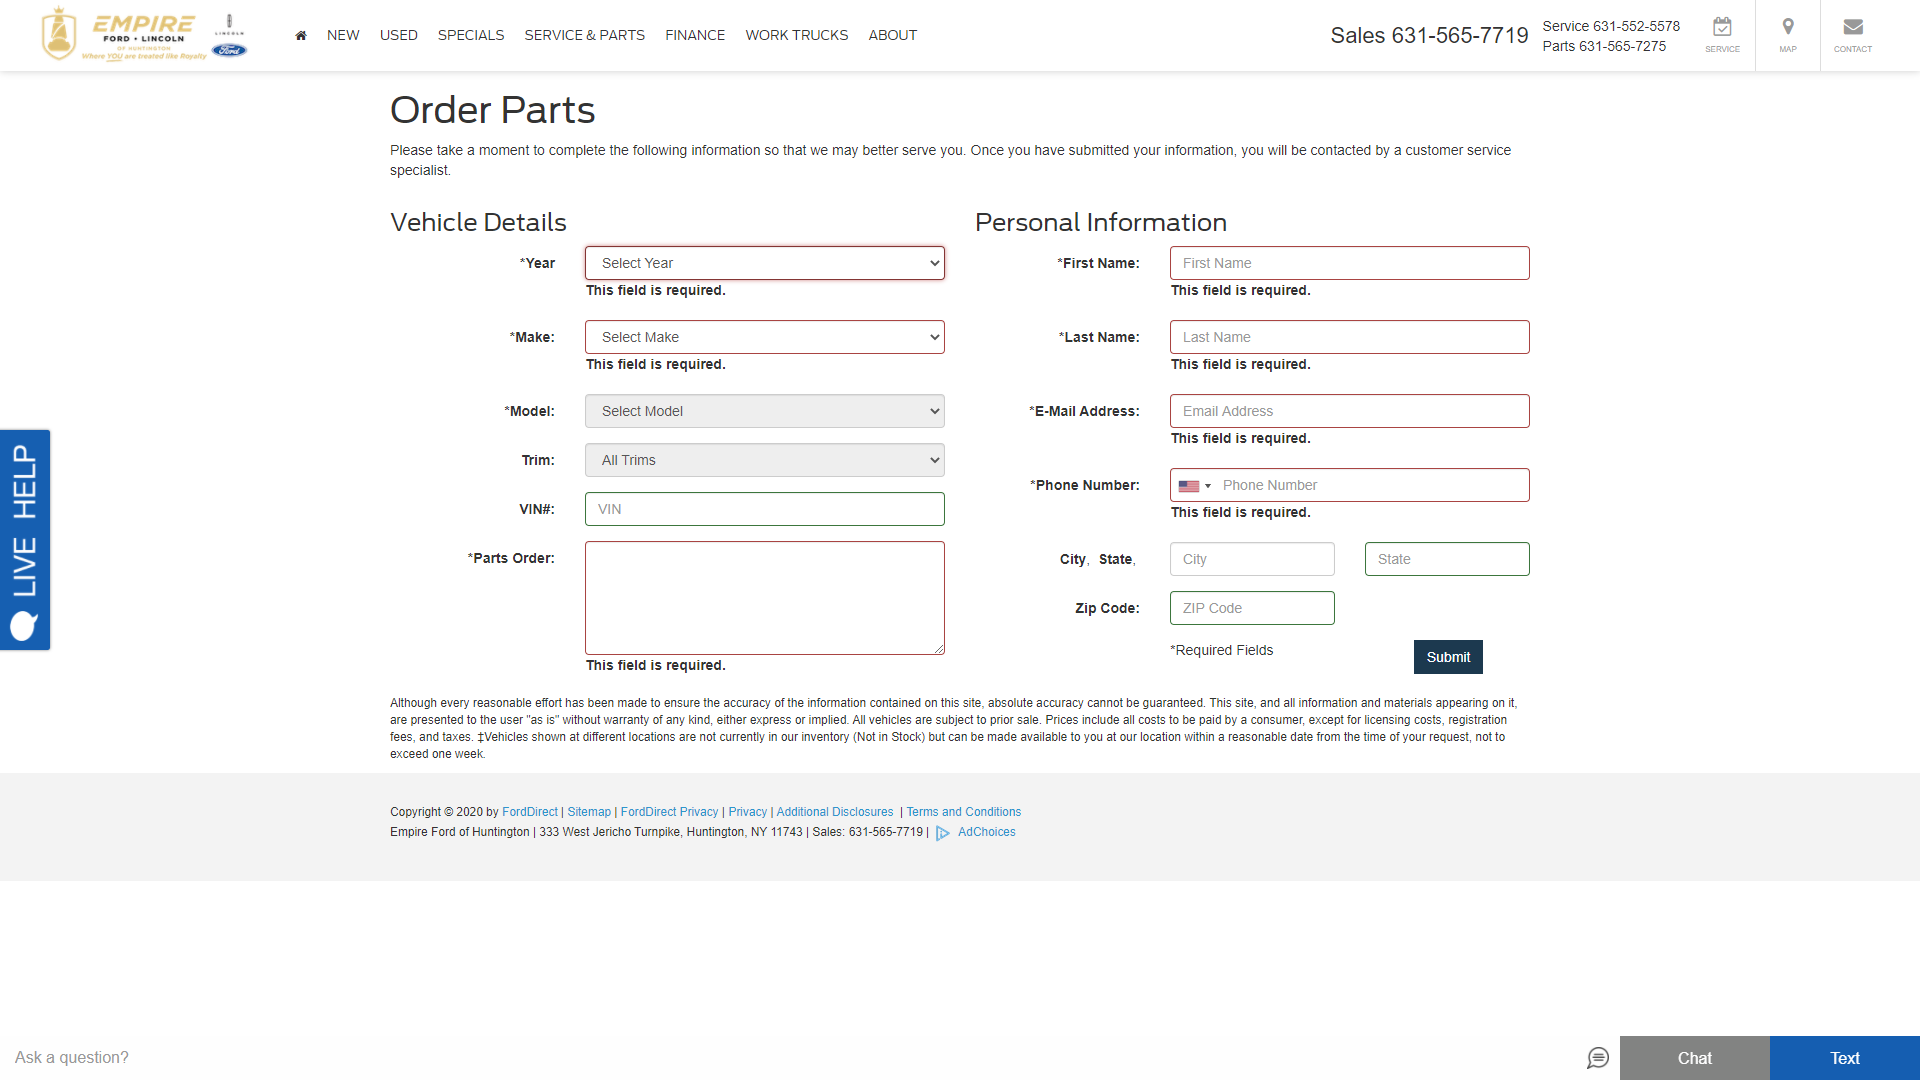 EMPIRE
FORD • LINCOLN
OF HUNTINGTON
Where YOU are treated like Royalty
LINCOLN
Ford
NEW USED SPECIALS SERVICE & PARTS FINANCE WORK TRUCKS ABOUT
Sales 631-565-7719
Service 631-552-5578
Parts 631-565-7275
SERVICE
MAP
CONTACT
Order Parts
Please take a moment to complete the following information so that we may better serve you. Once you have submitted your information, you will be contacted by a customer service
specialist.
Vehicle Details
*Year
Select Year
This field is required.
*Make:
Select Make
This field is required.
*Model:
Select Model
Trim:
All Trims
VIN#:
VIN
*Parts Order:
This field is required.
Personal Information
*First Name:
First Name
This field is required.
*Last Name:
Last Name
This field is required.
*E-Mail Address:
Email Address
This field is required.
*Phone Number:
Phone Number
This field is required.
City, State,
City
State
Zip Code:
ZIP Code
*Required Fields
Submit
LIVE HELP
Although every reasonable effort has been made to ensure the accuracy of the information contained on this site, absolute accuracy cannot be guaranteed. This site, and all information and materials appearing on it,
are presented to the user "as is" without warranty of any kind, either express or implied. All vehicles are subject to prior sale. Prices include all costs to be paid by a consumer, except for licensing costs, registration
fees, and taxes. ‡Vehicles shown at different locations are not currently in our inventory (Not in Stock) but can be made available to you at our location within a reasonable date from the time of your request, not to
exceed one week.
Copyright © 2020 by FordDirect | Sitemap | FordDirect Privacy | Privacy | Additional Disclosures | Terms and Conditions
Empire Ford of Huntington | 333 West Jericho Turnpike, Huntington, NY 11743 | Sales: 631-565-7719 | AdChoices
Ask a question?
Chat
Text